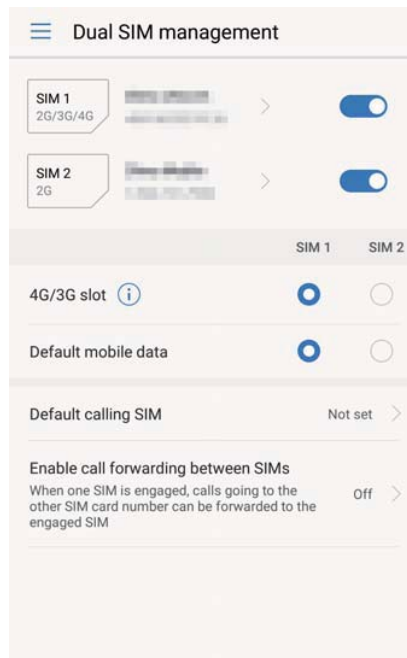 Dual SIM management
SIM 1
2G/3G/4G
SIM 2
2G
SIM 1 SIM 2
4G/3G slot
Default mobile data
Default calling SIM Not set
Enable call forwarding between SIMs
When one SIM is engaged, calls going to the
other SIM card number can be forwarded to the
engaged SIM
Off